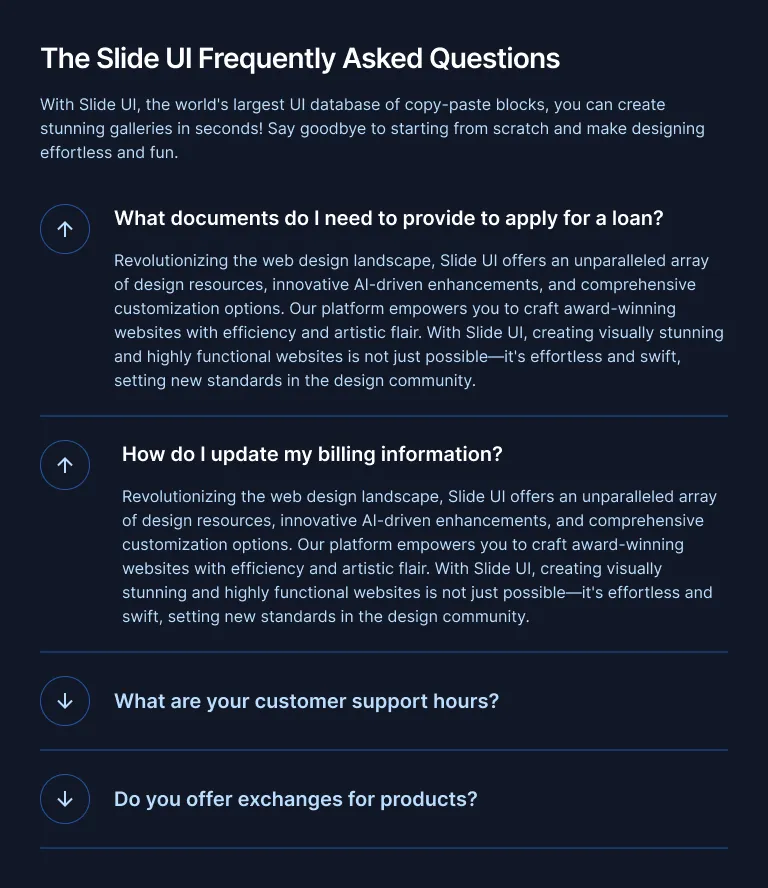 The Slide UI Frequently Asked Questions
With Slide UI, the world's largest UI database of copy-paste blocks, you can create
stunning galleries in seconds! Say goodbye to starting from scratch and make designing
effortless and fun.
What documents do I need to provide to apply for a loan?
Revolutionizing the web design landscape, Slide UI offers an unparalleled array
of design resources, innovative AI-driven enhancements, and comprehensive
customization options. Our platform empowers you to craft award-winning
websites with efficiency and artistic flair. With Slide UI, creating visually stunning
and highly functional websites is not just possible—it's effortless and swift,
setting new standards in the design community.
How do I update my billing information?
Revolutionizing the web design landscape, Slide UI offers an unparalleled array
of design resources, innovative AI-driven enhancements, and comprehensive
customization options. Our platform empowers you to craft award-winning
websites with efficiency and artistic flair. With Slide UI, creating visually
stunning and highly functional websites is not just possible—it's effortless and
swift, setting new standards in the design community.
What are your customer support hours?
Do you offer exchanges for products?